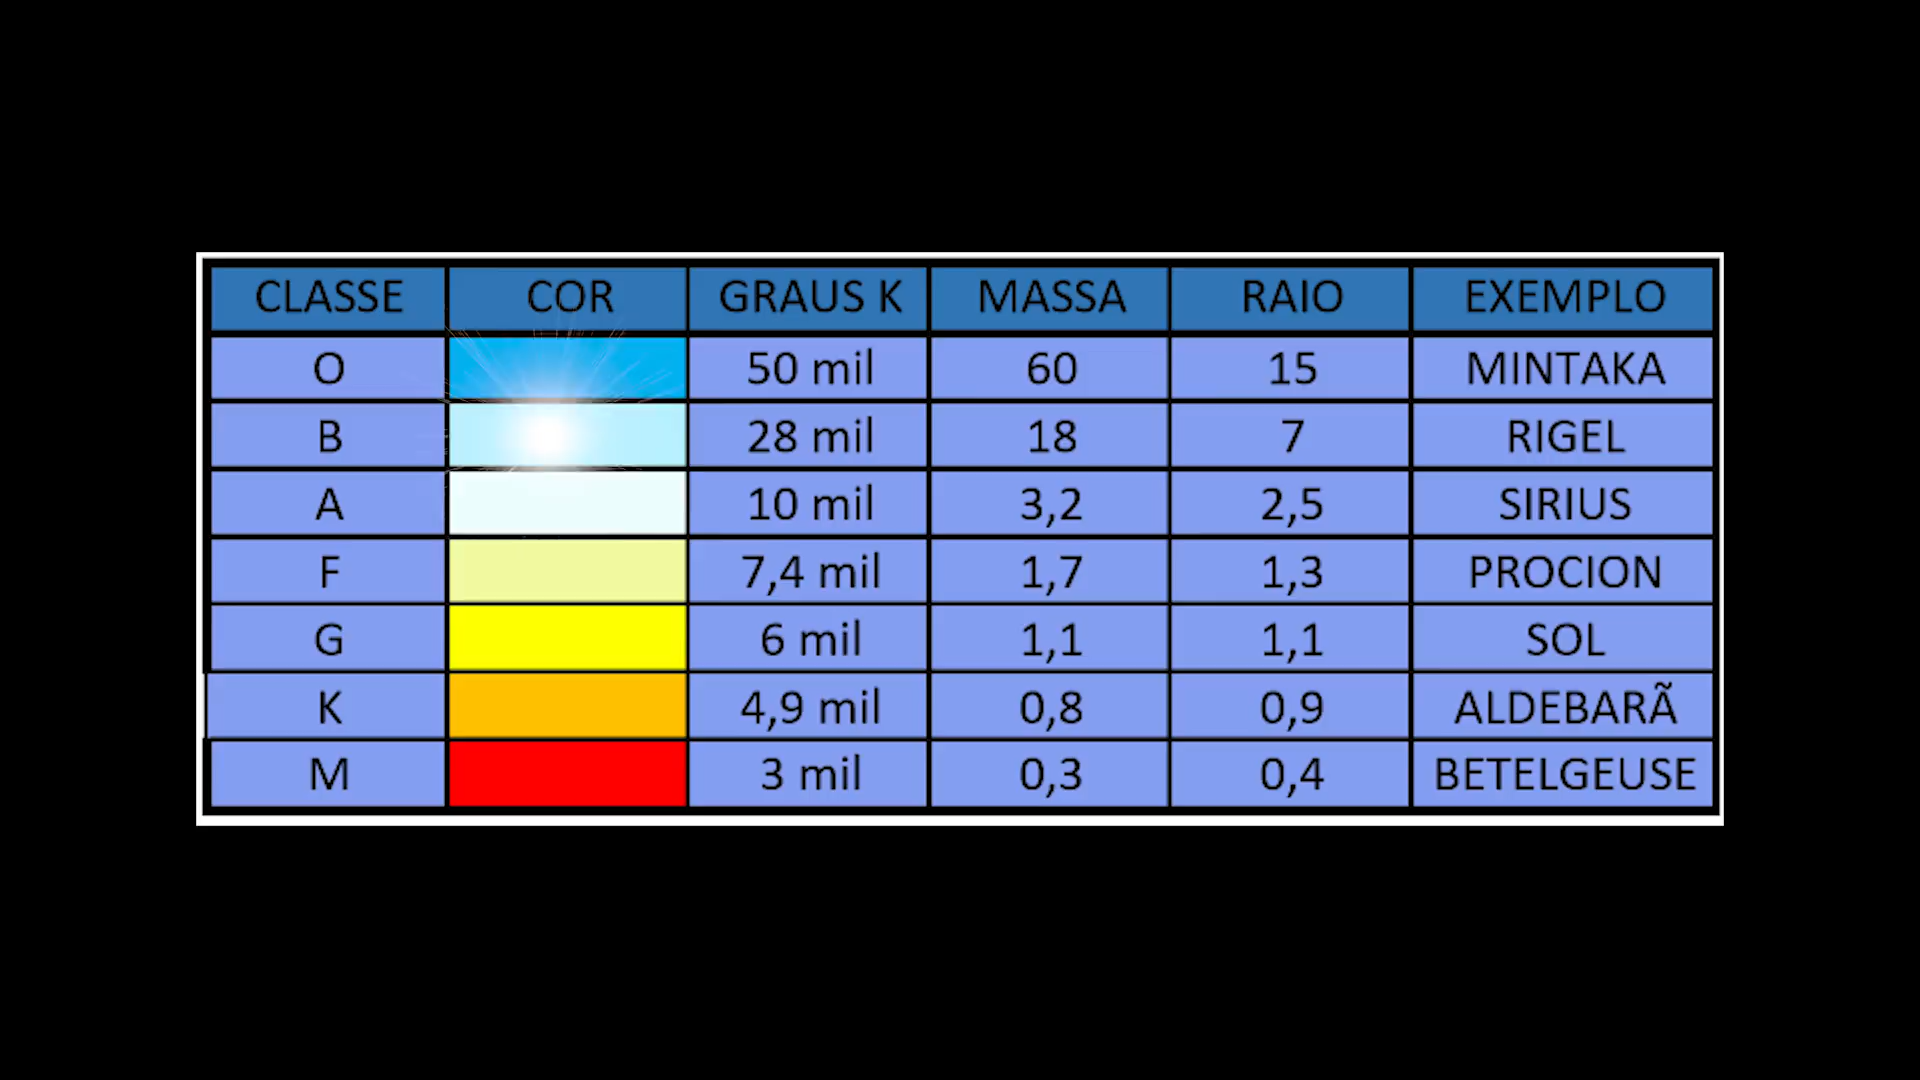 CLASSE COR GRAUS K MASSA RAIO EXEMPLO
O 50 mil 60 15 MINTAKA
B 28 mil 18 7 RIGEL
A 10 mil 3,2 2,5 SIRIUS
F 7,4 mil 1,7 1,3 PROCION
G 6 mil 1,1 1,1 SOL
K 4,9 mil 0,8 0,9 ALDEBARÃ
M 3 mil 0,3 0,4 BETELGEUSE